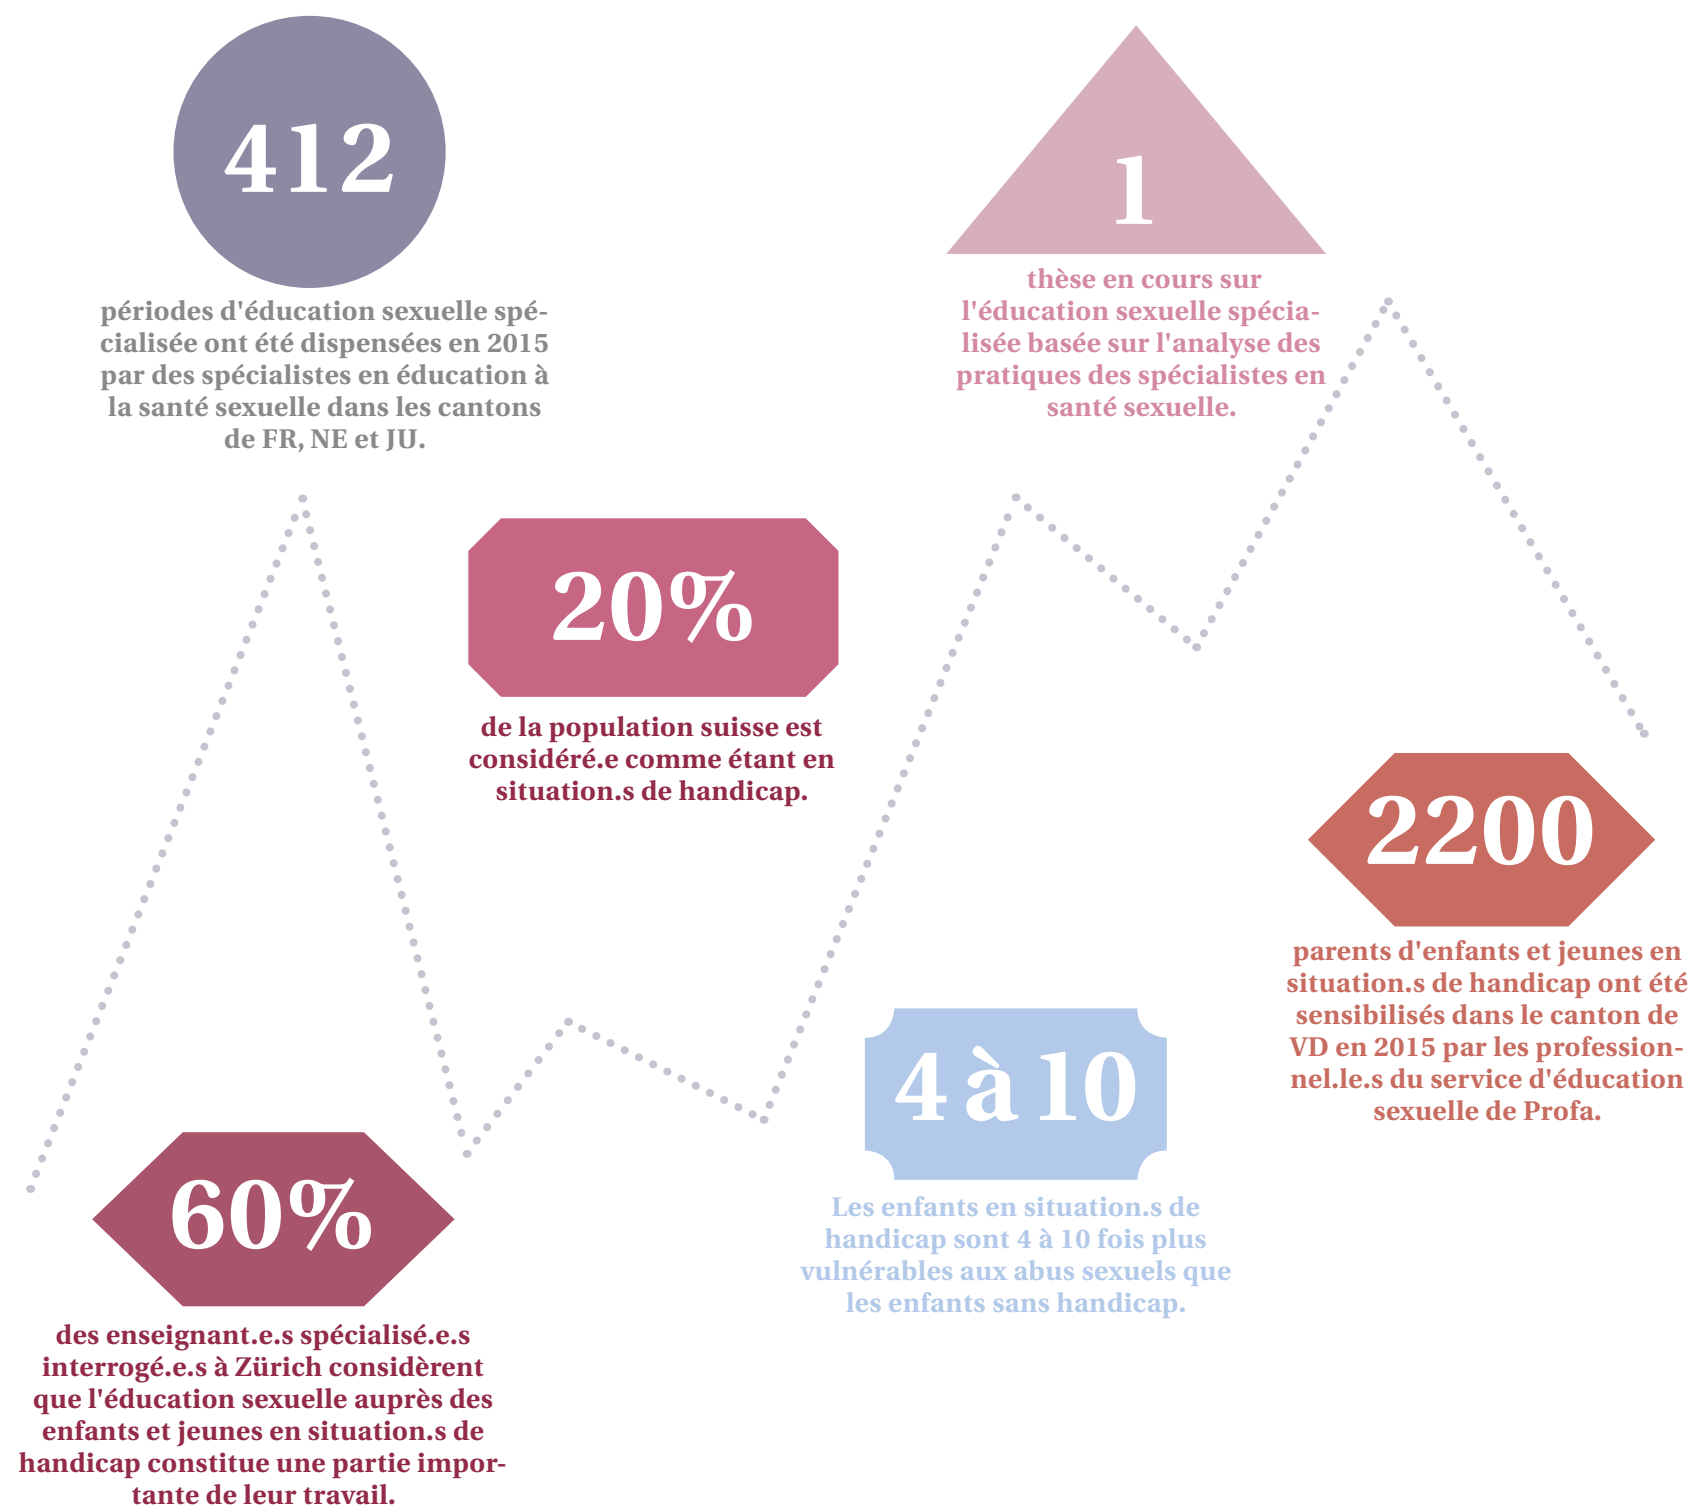 412
périodes d'éducation sexuelle spé-
cialisée ont été dispensées en 2015
par des spécialistes en éducation à
la santé sexuelle dans les cantons
de FR, NE et JU.
1
thèse en cours sur
l'éducation sexuelle spécia-
lisée basée sur l'analyse des
pratiques des spécialistes en
santé sexuelle.
20%
de la population suisse est
considéré.e comme étant en
situation.s de handicap.
2200
parents d'enfants et jeunes en
situation.s de handicap ont été
sensibilisés dans le canton de
VD en 2015 par les profession-
nel.le.s du service d'éducation
sexuelle de Profa.
4 à 10
Les enfants en situation.s de
handicap sont 4 à 10 fois plus
vulnérables aux abus sexuels que
les enfants sans handicap.
60%
des enseignant.e.s spécialisé.e.s
interrogé.e.s à Zürich considèrent
que l'éducation sexuelle auprès des
enfants et jeunes en situation.s de
handicap constitue une partie impor-
tante de leur travail.